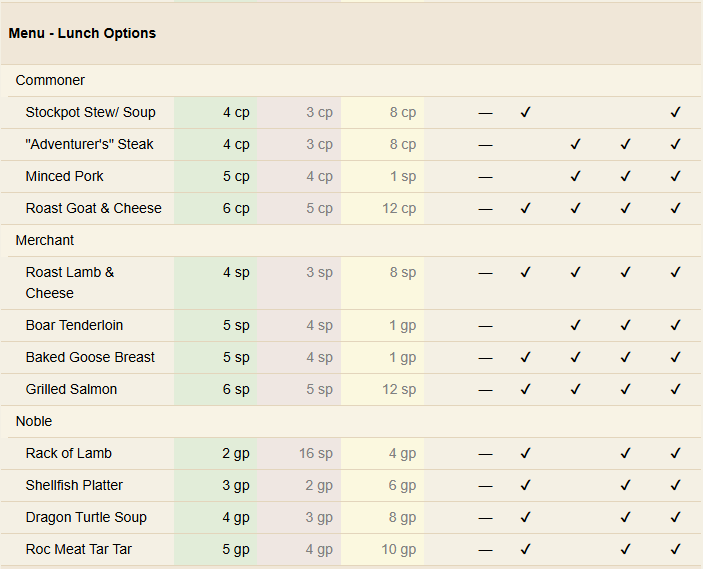 Menu - Lunch Options
Commoner
Stockpot Stew/ Soup 4 cp 3 cp 8 cp — ✓ ✓
"Adventurer's" Steak 4 cp 3 cp 8 cp — ✓ ✓ ✓
Minced Pork 5 cp 4 cp 1 sp — ✓ ✓ ✓
Roast Goat & Cheese 6 cp 5 cp 12 cp — ✓ ✓ ✓ ✓
Merchant
Roast Lamb & 4 sp 3 sp 8 sp — ✓ ✓ ✓ ✓
Cheese
Boar Tenderloin 5 sp 4 sp 1 gp — ✓ ✓ ✓
Baked Goose Breast 5 sp 4 sp 1 gp — ✓ ✓ ✓ ✓
Grilled Salmon 6 sp 5 sp 12 sp — ✓ ✓ ✓ ✓
Noble
Rack of Lamb 2 gp 16 sp 4 gp — ✓ ✓ ✓
Shellfish Platter 3 gp 2 gp 6 gp — ✓ ✓ ✓
Dragon Turtle Soup 4 gp 3 gp 8 gp — ✓ ✓ ✓
Roc Meat Tar Tar 5 gp 4 gp 10 gp — ✓ ✓ ✓